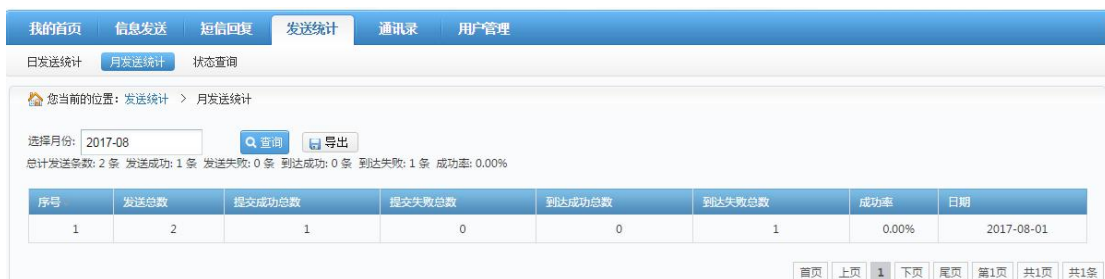 我的首页 信息发送 短信回复 发送统计 通讯录 用户管理
日发送统计 月发送统计 状态查询
您当前的位置：发送统计 > 月发送统计
选择月份: 2017-08 查询 导出
总计发送条数: 2 条 发送成功: 1 条 发送失败: 0 条 到达成功: 0 条 到达失败: 1 条 成功率: 0.00%
序号 发送总数 提交成功总数 提交失败总数 到达成功总数 到达失败总数 成功率 日期
1 2 1 0 0 1 0.00% 2017-08-01
首页 上页 1 下页 尾页 第1页 共1页 共1条